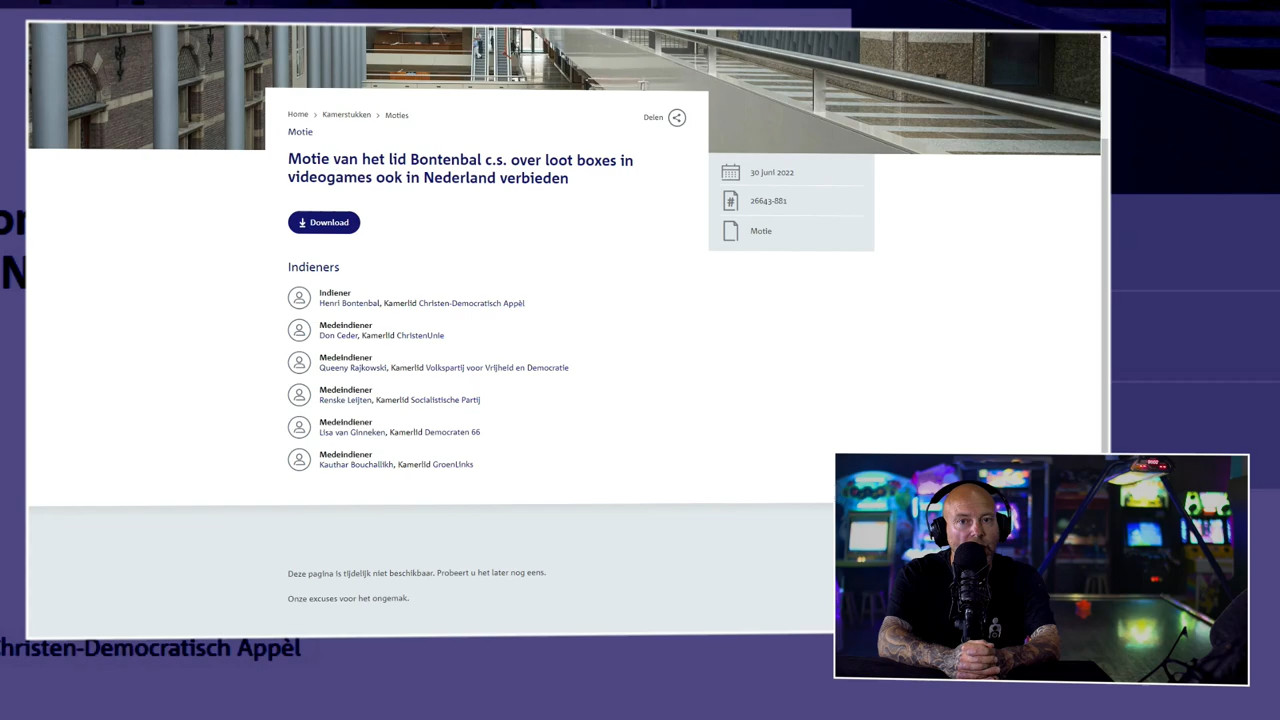 Home > Kamerstukken > Moties
Delen
Motie
Motie van het lid Bontenbal c.s. over loot boxes in
videogames ook in Nederland verbieden
30 juni 2022
26643-881
Motie
Download
Indieners
Indiener
Henri Bontenbal, Kamerlid Christen-Democratisch Appèl
Medeindiener
Don Ceder, Kamerlid ChristenUnie
Medeindiener
Queeny Rajkowski, Kamerlid Volkspartij voor Vrijheid en Democratie
Medeindiener
Renske Leijten, Kamerlid Socialistische Partij
Medeindiener
Lisa van Ginneken, Kamerlid Democraten 66
Medeindiener
Kauthar Bouchallikh, Kamerlid GroenLinks
Deze pagina is tijdelijk niet beschikbaar. Probeert u het later nog eens.
Onze excuses voor het ongemak.
hristen-Democratisch Appèl